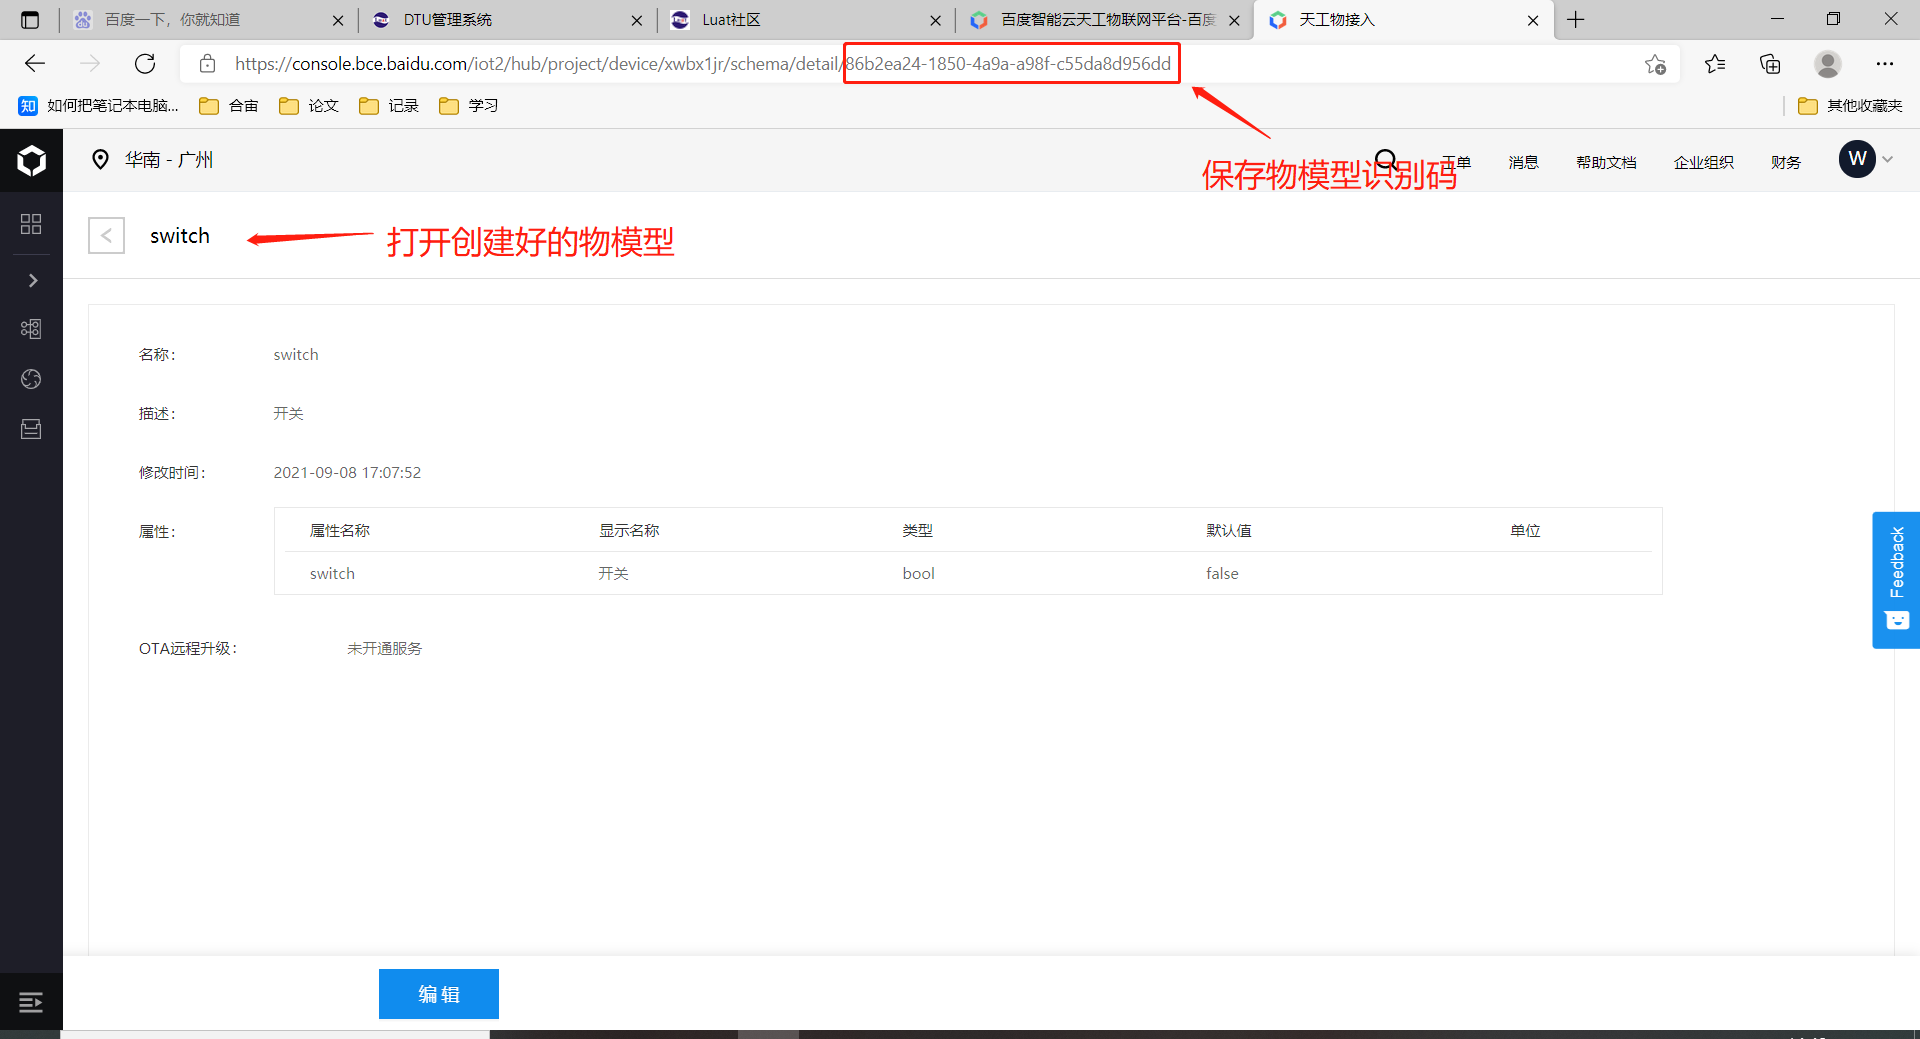 百度一下，你就知道
DTU管理系统
Luat社区
百度智能云天工物联网平台-百度
天工物接入
https://console.bce.baidu.com/iot2/hub/project/device/xwbx1jr/schema/detail/86b2ea24-1850-4a9a-a98f-c55da8d956dd
知 如何把笔记本电脑...
合宙
论文
记录
学习
其他收藏夹
华南 - 广州
工单
消息
帮助文档
企业组织
财务
W
保存物模型识别码
switch
打开创建好的物模型
名称：
switch
描述：
开关
修改时间：
2021-09-08 17:07:52
属性：
属性名称 显示名称 类型 默认值 单位
switch 开关 bool false
OTA远程升级：
未开通服务
Feedback
编辑